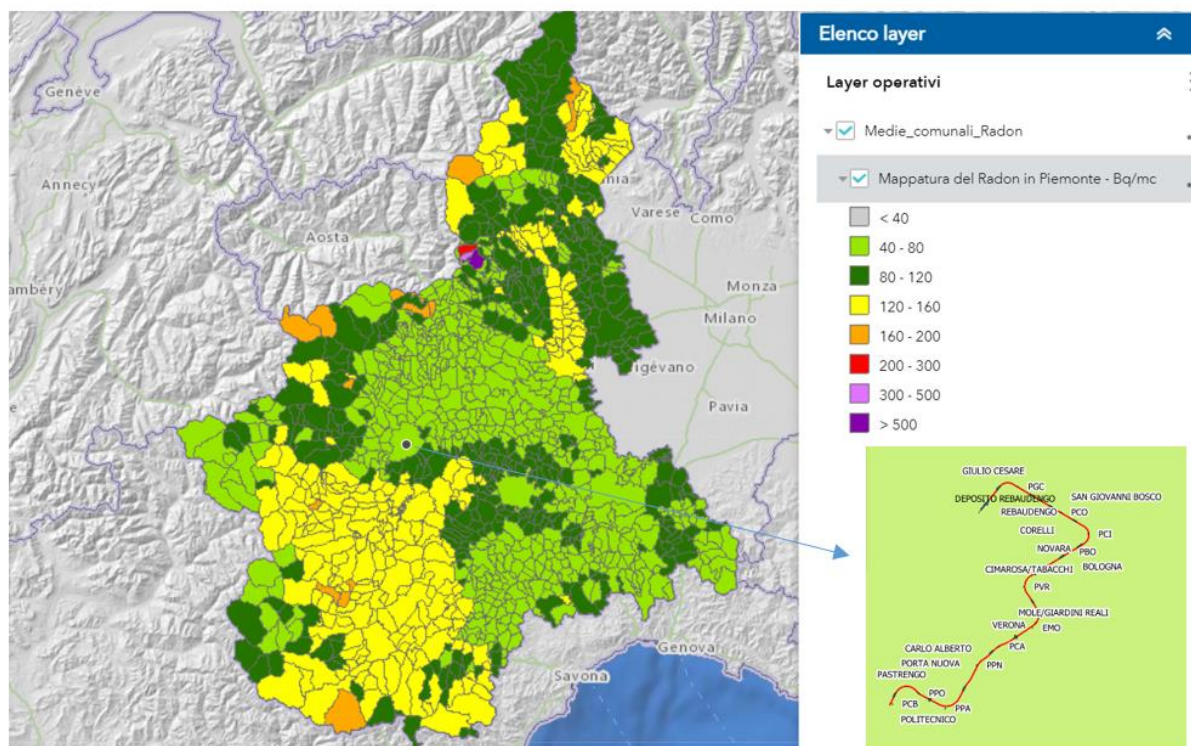 Genève
Annecy
Aosta
Varese
Como
Monza
Milano
Pavia
Genova
Savona
Elenco layer
Layer operativi
Medie_comunali_Radon
Mappatura del Radon in Piemonte - Bq/mc
< 40
40 - 80
80 - 120
120 - 160
160 - 200
200 - 300
300 - 500
> 500
GIULIO CESARE
PGC
DEPOSITO REBAUDENGO
SAN GIOVANNI BOSCO
REBAUDENGO
PCO
CORELLI
PCI
NOVARA
PBO
CIMAROSA/TABACCHI
BOLOGNA
PVR
MOLE/GIARDINI REALI
VERONA
EMO
CARLO ALBERTO
PCA
PORTA NUOVA
PPN
PASTRENGO
PCB
PPO
PPA
POLITECNICO